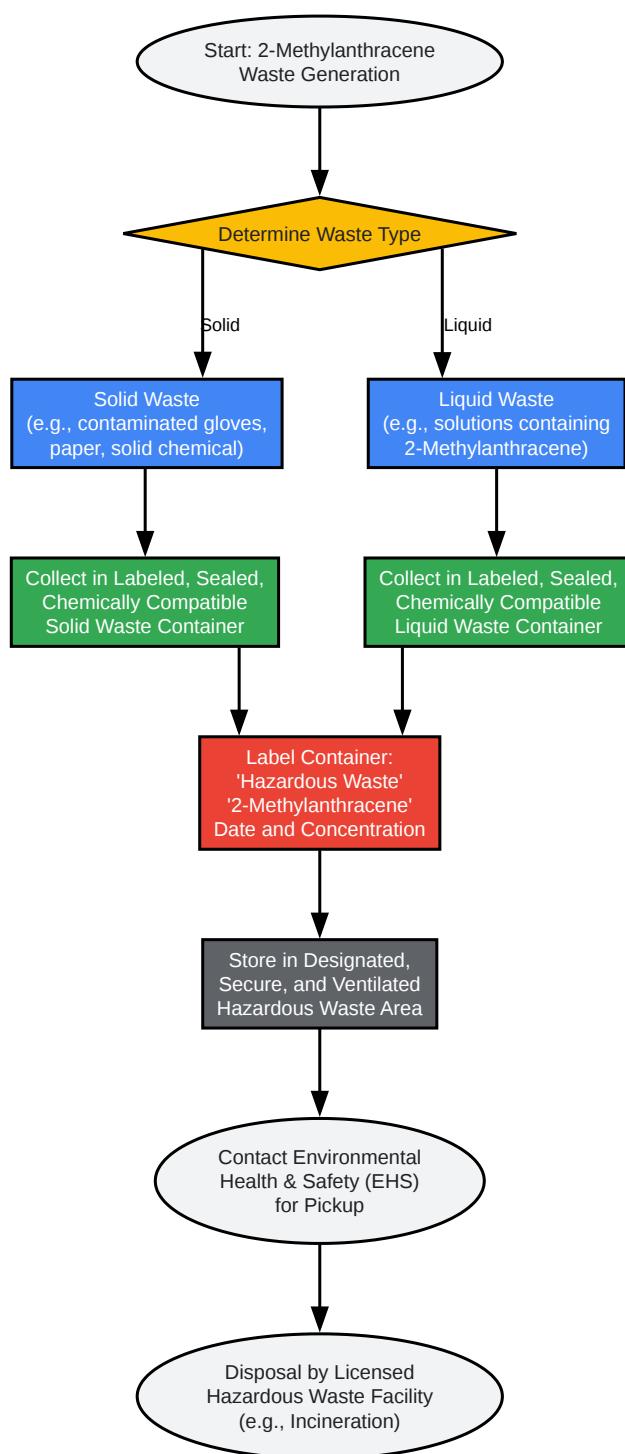 Start: 2-Methylanthracene
Waste Generation
Determine Waste Type
Solid
Liquid
Solid Waste
(e.g., contaminated gloves,
paper, solid chemical)
Liquid Waste
(e.g., solutions containing
2-Methylanthracene)
Collect in Labeled, Sealed,
Chemically Compatible
Solid Waste Container
Collect in Labeled, Sealed,
Chemically Compatible
Liquid Waste Container
Label Container:
'Hazardous Waste'
'2-Methylanthracene'
Date and Concentration
Store in Designated,
Secure, and Ventilated
Hazardous Waste Area
Contact Environmental
Health & Safety (EHS)
for Pickup
Disposal by Licensed
Hazardous Waste Facility
(e.g., Incineration)